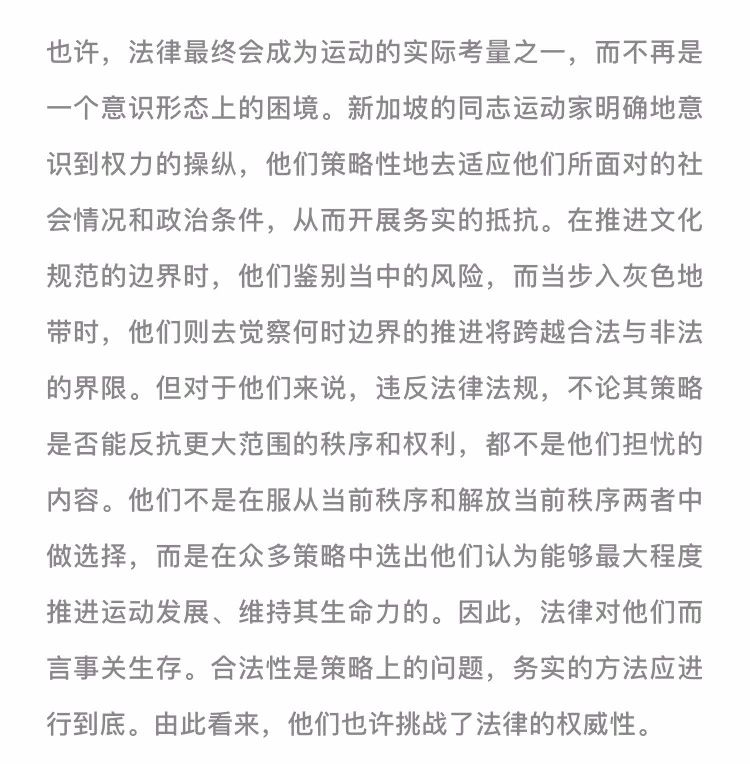 也许，法律最终会成为运动的实际考量之一，而不再是
一个意识形态上的困境。新加坡的同志运动家明确地意
识到权力的操纵，他们策略性地去适应他们所面对的社
会情况和政治条件，从而开展务实的抵抗。在推进文化
规范的边界时，他们鉴别当中的风险，而当步入灰色地
带时，他们则去觉察何时边界的推进将跨越合法与非法
的界限。但对于他们来说，违反法律法规，不论其策略
是否能反抗更大范围的秩序和权利，都不是他们担忧的
内容。他们不是在服从当前秩序和解放当前秩序两者中
做选择，而是在众多策略中选出他们认为能够最大程度
推进运动发展、维持其生命力的。因此，法律对他们而
言事关生存。合法性是策略上的问题，务实的方法应进
行到底。由此看来，他们也许挑战了法律的权威性。